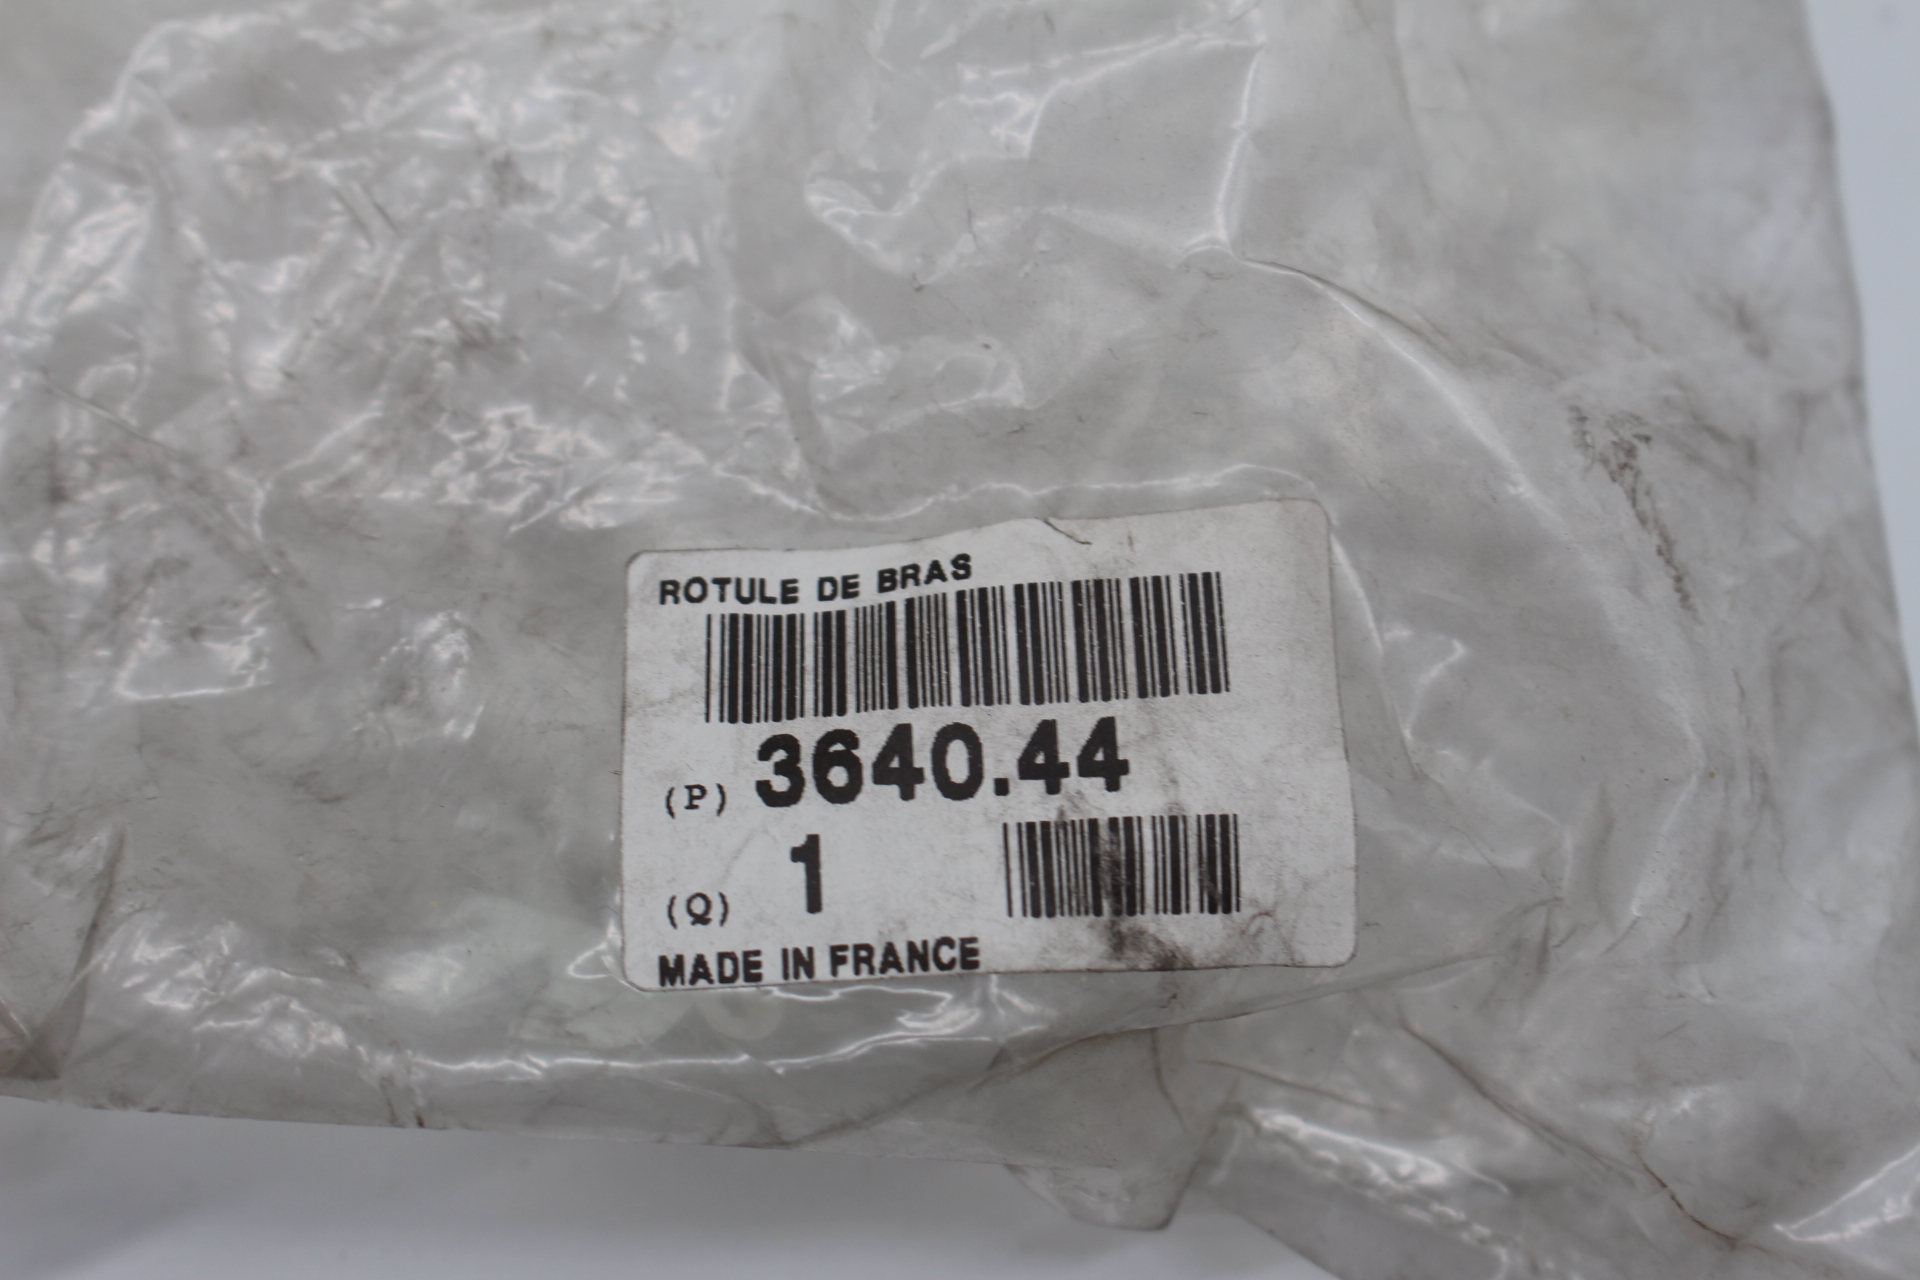 ROTULE DE BRAS
(P) 3640.44
(Q) 1
MADE IN FRANCE